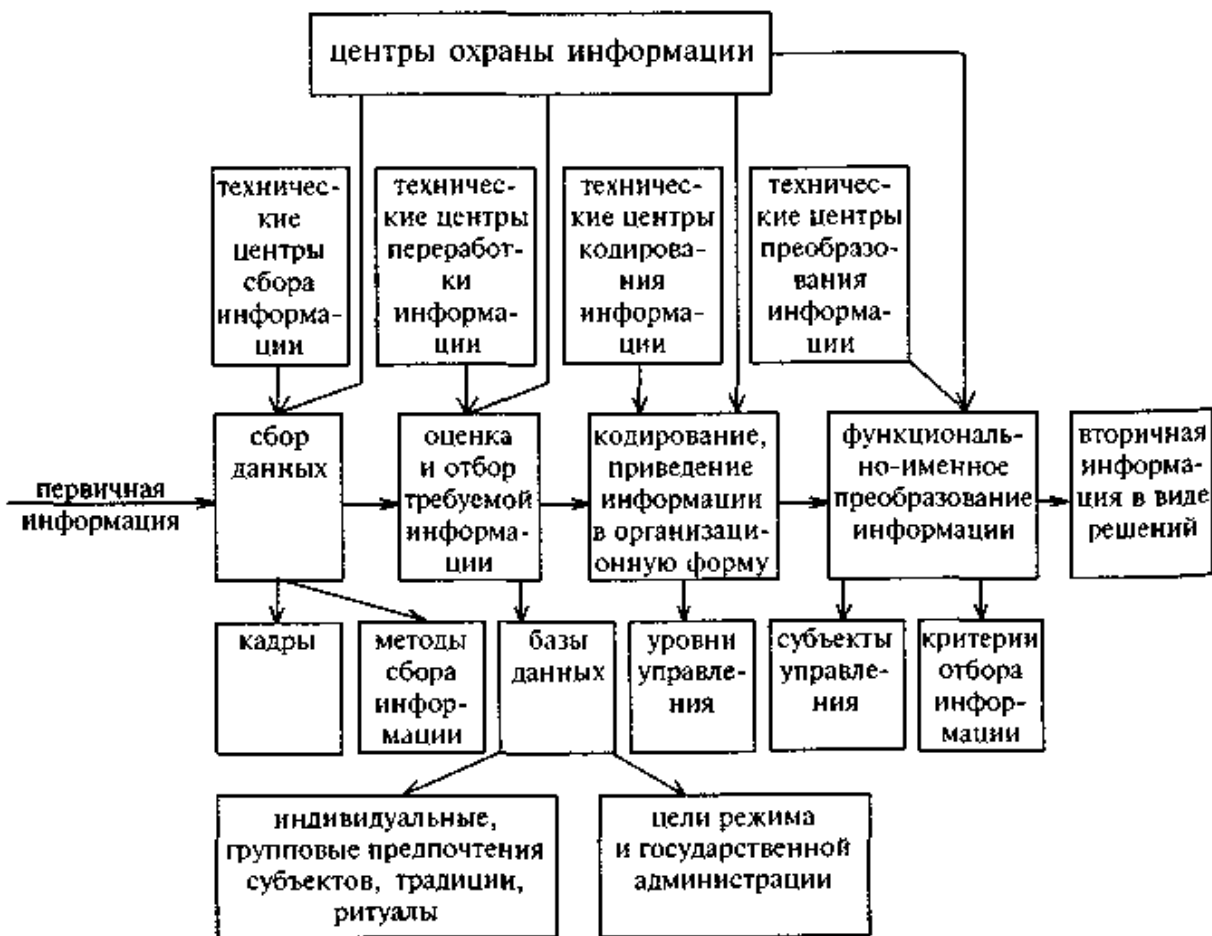 центры охраны информации
техничес-
кие
центры
сбора
информа-
ции
техничес-
кие центры
переработ-
ки
информа-
ции
техничес-
кие центры
кодирова-
ния
информа-
ции
техничес-
кие центры
преобразо-
вания
информа-
ции
первичная
информация
сбор
данных
оценка
и отбор
требуемой
информа-
ции
кодирование,
приведение
информации
в организаци-
онную форму
функциональ-
но-именное
преобразование
информации
вторичная
информа-
ция в виде
решений
кадры
методы
сбора
инфор-
мации
базы
данных
уровни
управле-
ния
субъекты
управле-
ния
критерии
отбора
инфор-
мации
индивидуальные,
групповые предпочтения
субъектов, традиции,
ритуалы
цели режима
и государственной
администрации